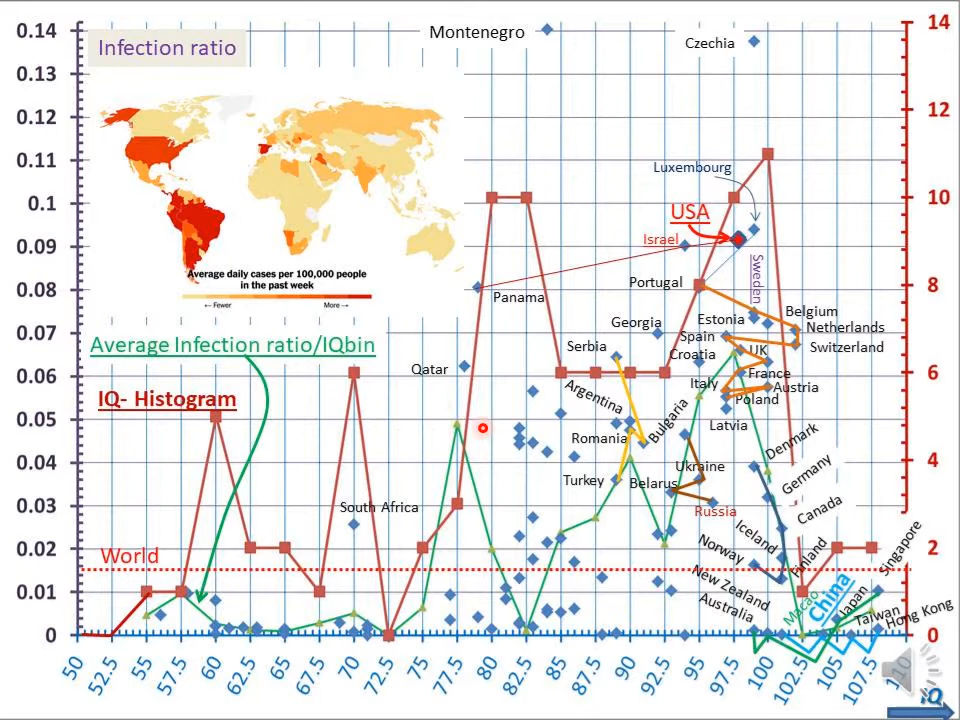 0.14
0.13
0.12
0.11
0.1
0.09
0.08
0.07
0.06
0.05
0.04
0.03
0.02
0.01
0
14
12
10
8
6
4
2
0
Infection ratio
Montenegro
Czechia
Luxembourg
USA
Israel
Sweden
Average daily cases per 100,000 people
in the past week
← Fewer
More →
Panama
Portugal
Georgia
Estonia
Belgium
Netherlands
Average Infection ratio/IQbin
Serbia
Spain
UK
Switzerland
Croatia
Qatar
France
IQ- Histogram
Argentina
Italy
Austria
Poland
Bulgaria
Latvia
Romania
Denmark
Turkey
Belarus
Ukraine
Germany
South Africa
Russia
Canada
World
Iceland
Norway
Finland
Singapore
New Zealand
Australia
Macao
China
Japan
Taiwan
Hong Kong
50
52.5
55
57.5
60
62.5
65
67.5
70
72.5
75
77.5
80
82.5
85
87.5
90
92.5
95
97.5
100
102.5
105
107.5
110
IQ